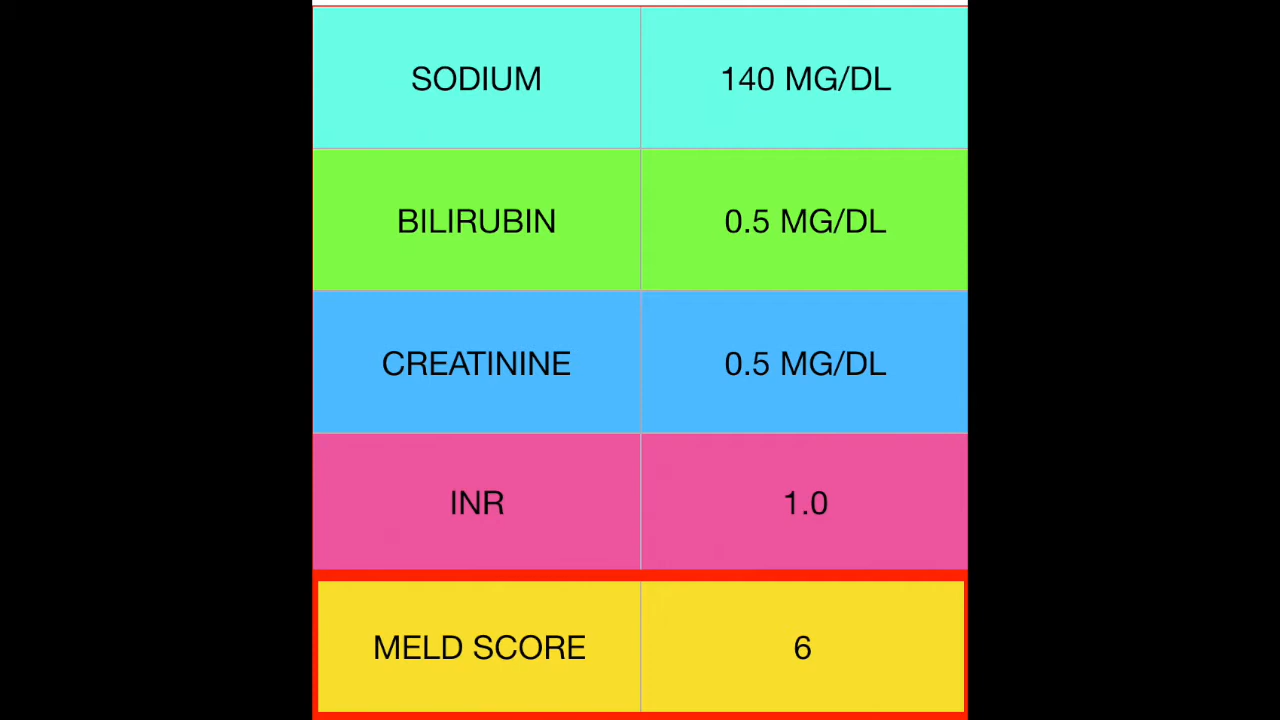 SODIUM 140 MG/DL
BILIRUBIN 0.5 MG/DL
CREATININE 0.5 MG/DL
INR 1.0
MELD SCORE 6